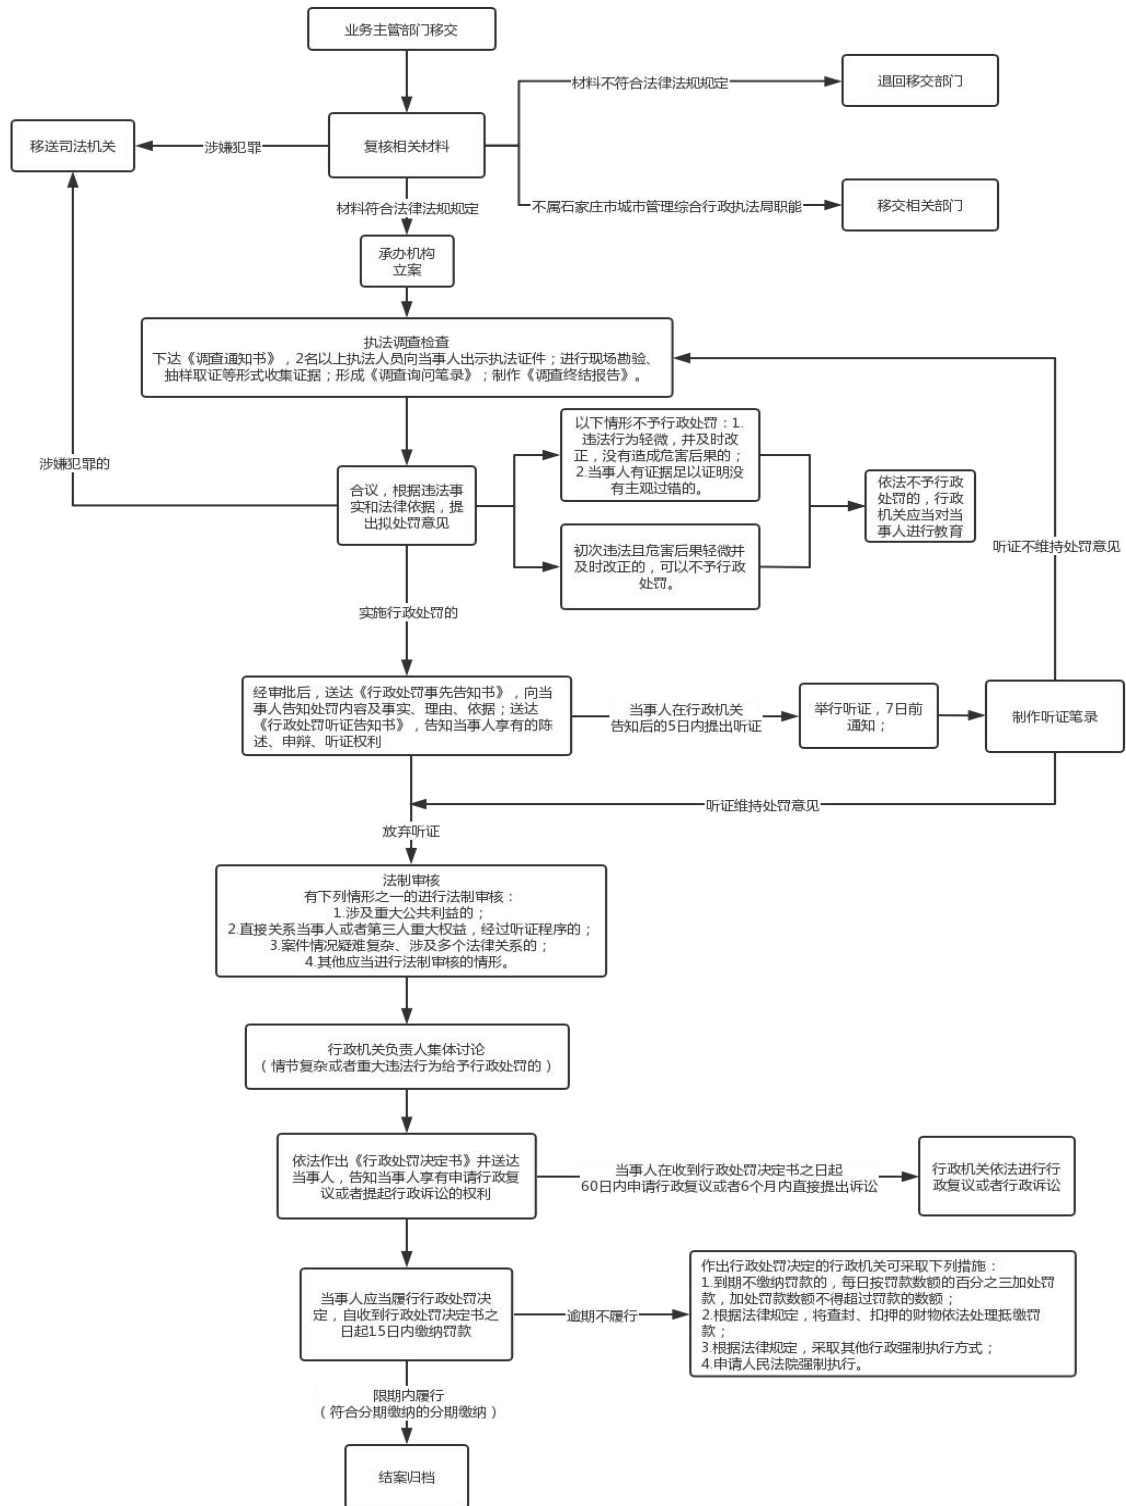 业务主管部门移交
材料不符合法律法规规定
退回移交部门
移送司法机关
涉嫌犯罪
复核相关材料
不属石家庄市城市管理综合行政执法局职能
移交相关部门
材料符合法律法规规定
承办机构
立案
执法调查检查
下达《调查通知书》，2名以上执法人员向当事人出示执法证件；进行现场勘验、
抽样取证等形式收集证据；形成《调查询问笔录》；制作《调查终结报告》。
涉嫌犯罪的
合议，根据违法事
实和法律依据，提
出拟处罚意见
以下情形不予行政处罚：1.
违法行为轻微，并及时改
正，没有造成危害后果的；
2.当事人有证据足以证明没
有主观过错的。
初次违法且危害后果轻微并
及时改正的，可以不予行政
处罚。
依法不予行政
处罚的，行政
机关应当对当
事人进行教育
听证不维持处罚意见
实施行政处罚的
经审批后，送达《行政处罚事先告知书》，向当
事人告知处罚内容及事实、理由、依据；送达
《行政处罚听证告知书》，告知当事人享有的陈
述、申辩、听证权利
当事人在行政机关
告知后的5日内提出听证
举行听证，7日前
通知；
制作听证笔录
听证维持处罚意见
放弃听证
法制审核
有下列情形之一的进行法制审核：
1.涉及重大公共利益的；
2.直接关系当事人或者第三人重大权益，经过听证程序的；
3.案件情况疑难复杂、涉及多个法律关系的；
4.其他应当进行法制审核的情形。
行政机关负责人集体讨论
（情节复杂或者重大违法行为给予行政处罚的）
依法作出《行政处罚决定书》并送达
当事人，告知当事人享有申请行政复
议或者提起行政诉讼的权利
当事人在收到行政处罚决定书之日起
60日内申请行政复议或者6个月内直接提出诉讼
行政机关依法进行行
政复议或者行政诉讼
当事人应当履行行政处罚决
定，自收到行政处罚决定书之
日起15日内缴纳罚款
逾期不履行
作出行政处罚决定的行政机关可采取下列措施：
1.到期不缴纳罚款的，每日按罚款数额的百分之三加处罚
款，加处罚款数额不得超过罚款的数额；
2.根据法律规定，将查封、扣押的财物依法处理抵缴罚
款；
3.根据法律规定，采取其他行政强制执行方式；
4.申请人民法院强制执行。
限期内履行
（符合分期缴纳的分期缴纳）
结案归档